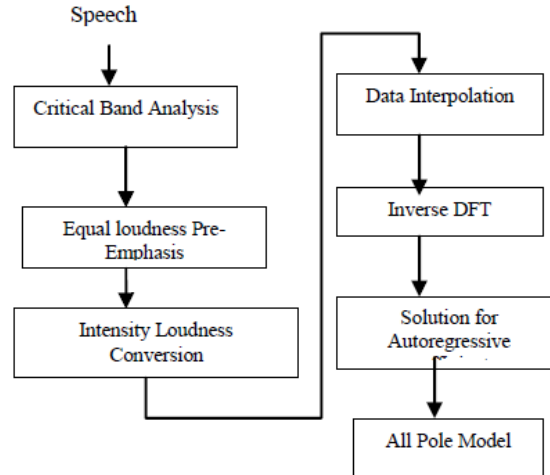 Speech
Critical Band Analysis
Equal loudness Pre-
Emphasis
Intensity Loudness
Conversion
Data Interpolation
Inverse DFT
Solution for
Autoregressive
All Pole Model